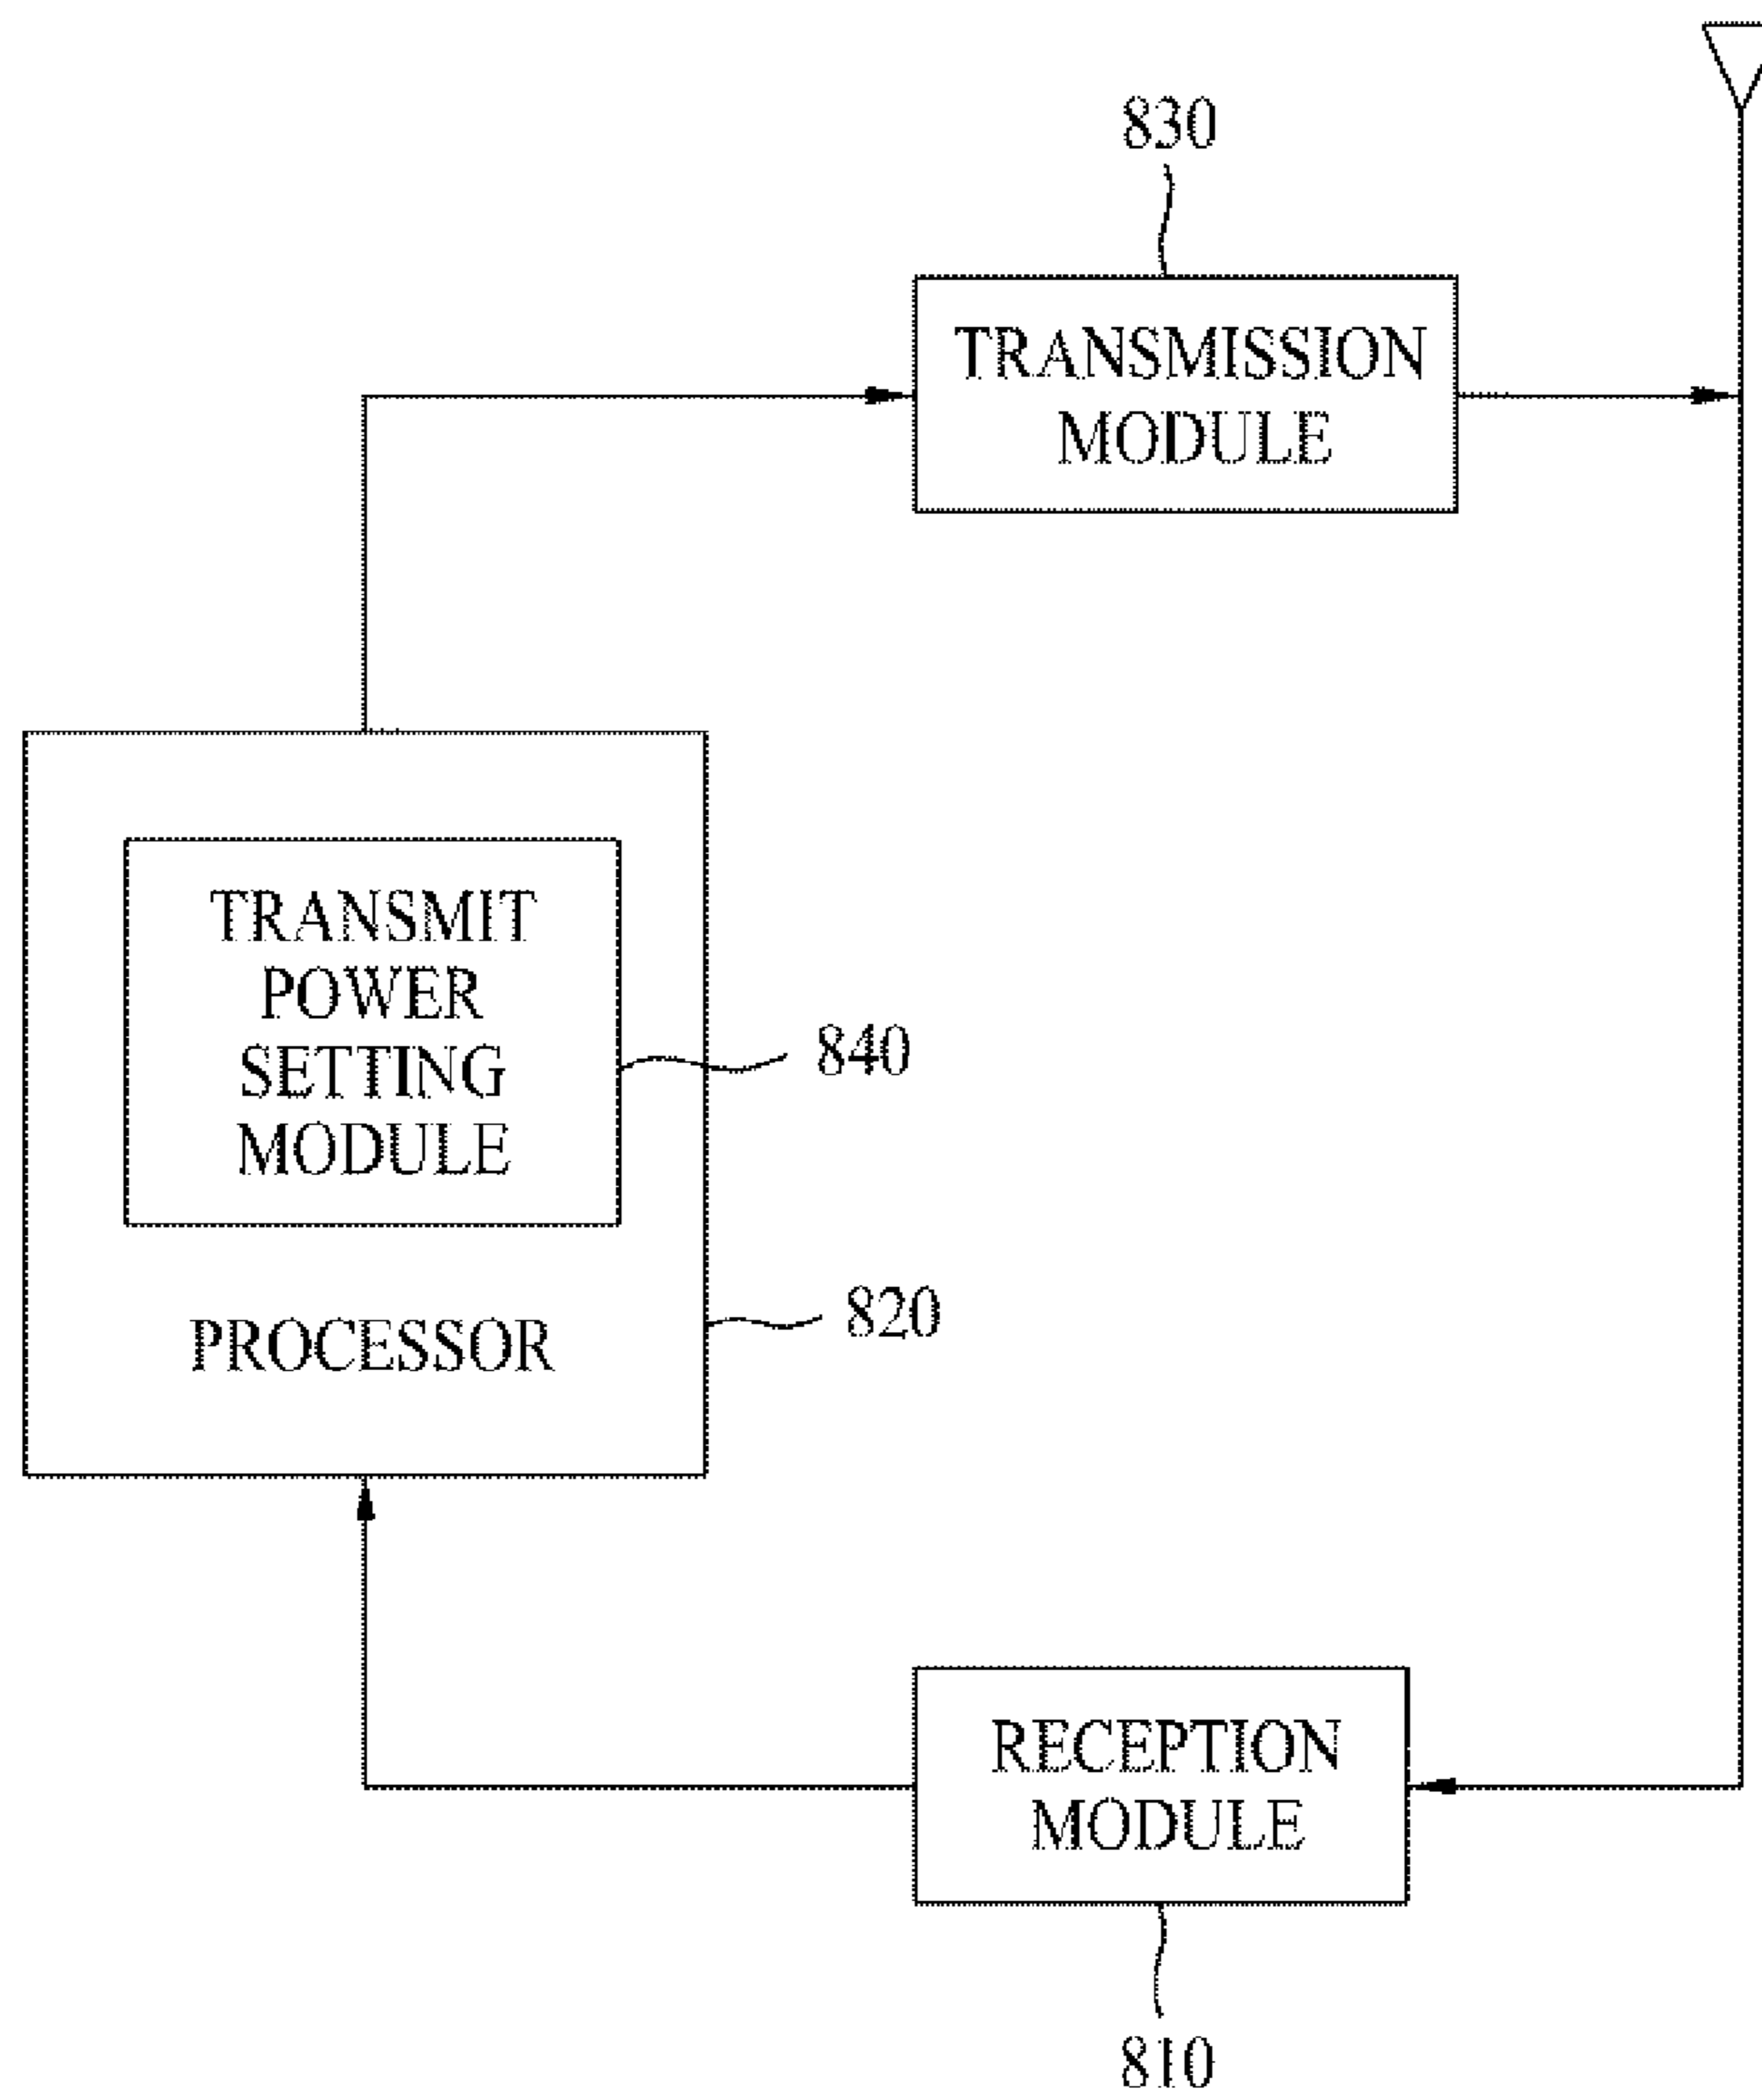 830
TRANSMISSION
MODULE
TRANSMIT
POWER
SETTING
MODULE
840
PROCESSOR
820
RECEPTION
MODULE
810